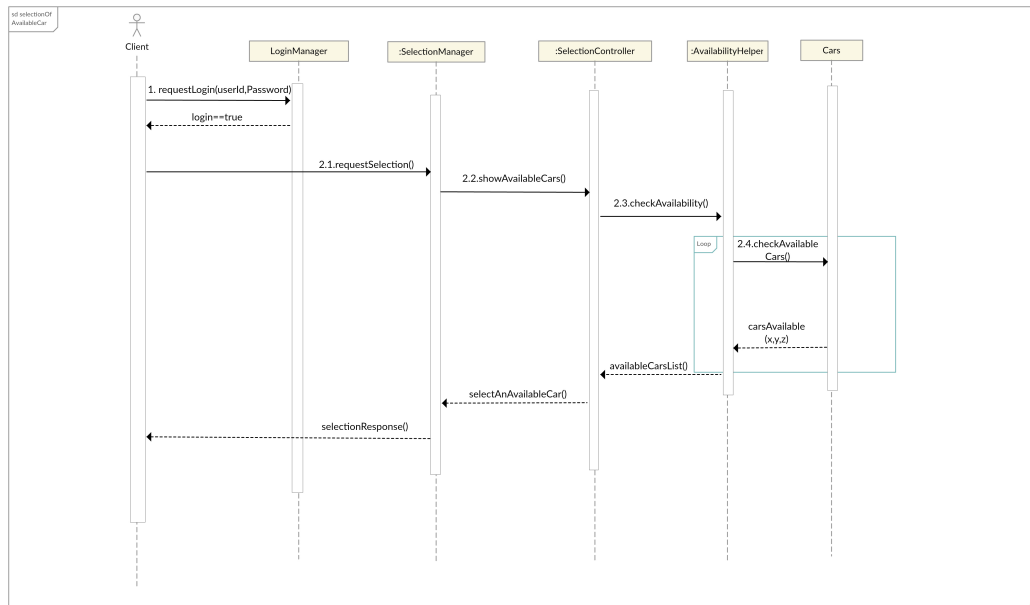 sd selectionOf
AvailableCar
Client
LoginManager
:SelectionManager
:SelectionController
:AvailabilityHelper
Cars
1. requestLogin(userId,Password)
login==true
2.1.requestSelection()
2.2.showAvailableCars()
2.3.checkAvailability()
Loop
2.4.checkAvailable
Cars()
carsAvailable
(x,y,z)
availableCarsList()
selectAnAvailableCar()
selectionResponse()